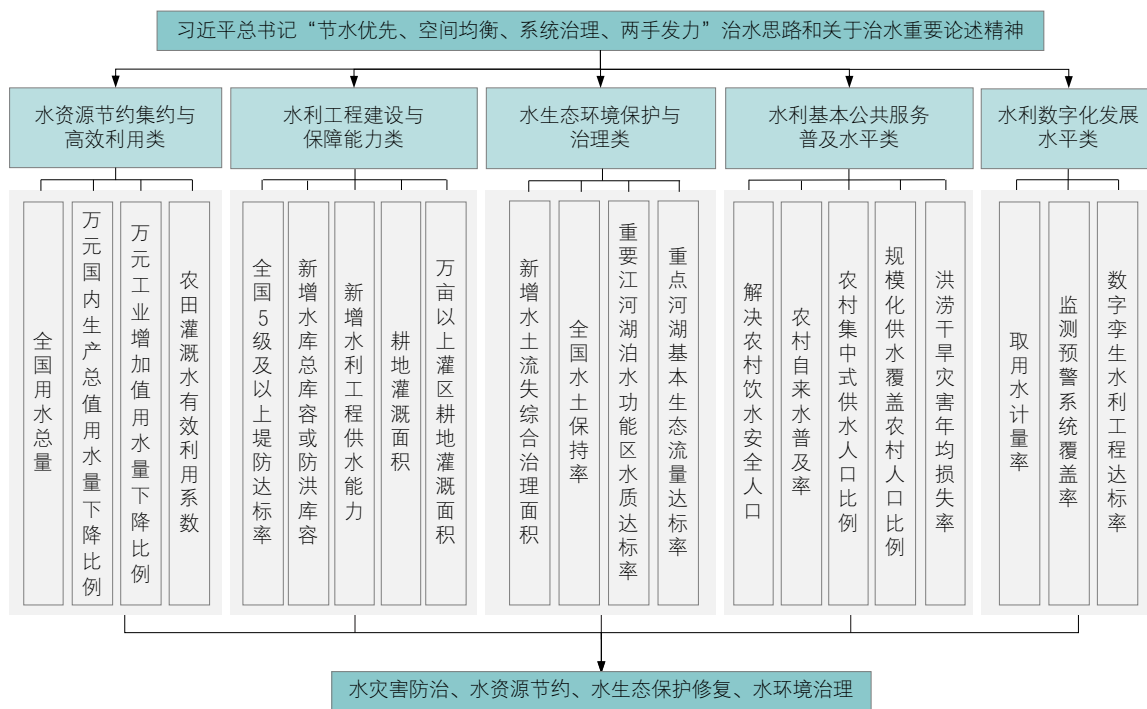 习近平总书记“节水优先、空间均衡、系统治理、两手发力”治水思路和关于治水重要论述精神
水资源节约集约与
高效利用类
水利工程建设与
保障能力类
水生态环境保护与
治理类
水利基本公共服务
普及水平类
水利数字化发展
水平类
全国用水总量
万元国内生产总值用水量下降比例
万元工业增加值用水量下降比例
农田灌溉水有效利用系数
全国5级及以上堤防达标率
新增水库总库容或防洪库容
新增水利工程供水能力
耕地灌溉面积
万亩以上灌区耕地灌溉面积
新增水土流失综合治理面积
全国水土保持率
重要江河湖泊水功能区水质达标率
重点河湖基本生态流量达标率
解决农村饮水安全人口
农村自来水普及率
农村集中式供水人口比例
规模化供水覆盖农村人口比例
洪涝干旱灾害年均损失率
取用水计量率
监测预警系统覆盖率
数字孪生水利工程达标率
水灾害防治、水资源节约、水生态保护修复、水环境治理